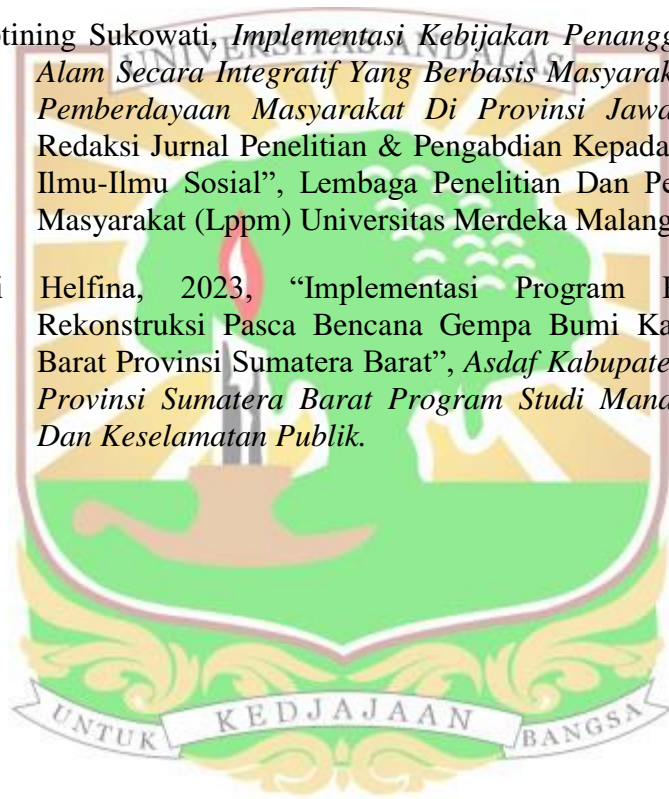 otining Sukowati, Implementasi Kebijakan Penangg
Alam Secara Integratif Yang Berbasis Masyarak
Pemberdayaan Masyarakat Di Provinsi Jawa
Redaksi Jurnal Penelitian & Pengabdian Kepada
Ilmu-Ilmu Sosial”, Lembaga Penelitian Dan Pe
Masyarakat (Lppm) Universitas Merdeka Malang
i Helfina, 2023, “Implementasi Program
Rekonstruksi Pasca Bencana Gempa Bumi Ka
Barat Provinsi Sumatera Barat”, Asdaf Kabupate
Provinsi Sumatera Barat Program Studi Mana
Dan Keselamatan Publik.
UNIVERSITAS ANDALAS
UNTUK KEDJAJAAN BANGSA